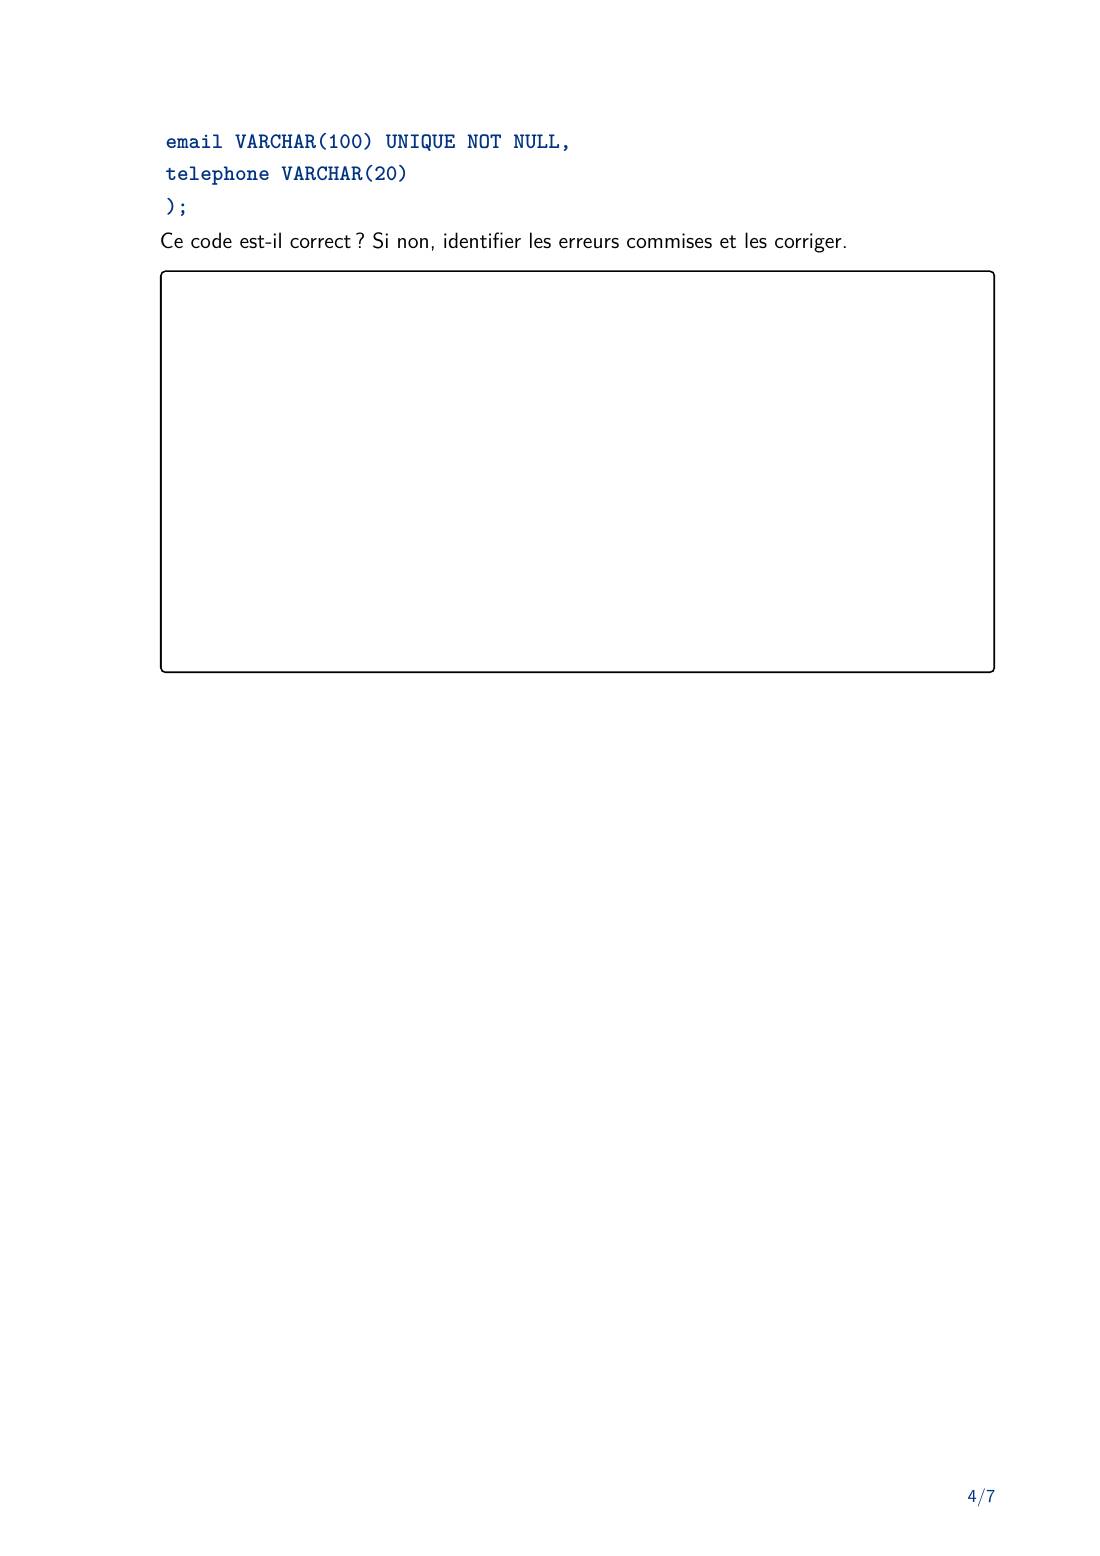 email VARCHAR(100) UNIQUE NOT NULL,
telephone VARCHAR(20)
);
Ce code est-il correct ? Si non, identifier les erreurs commises et les corriger.
4/7